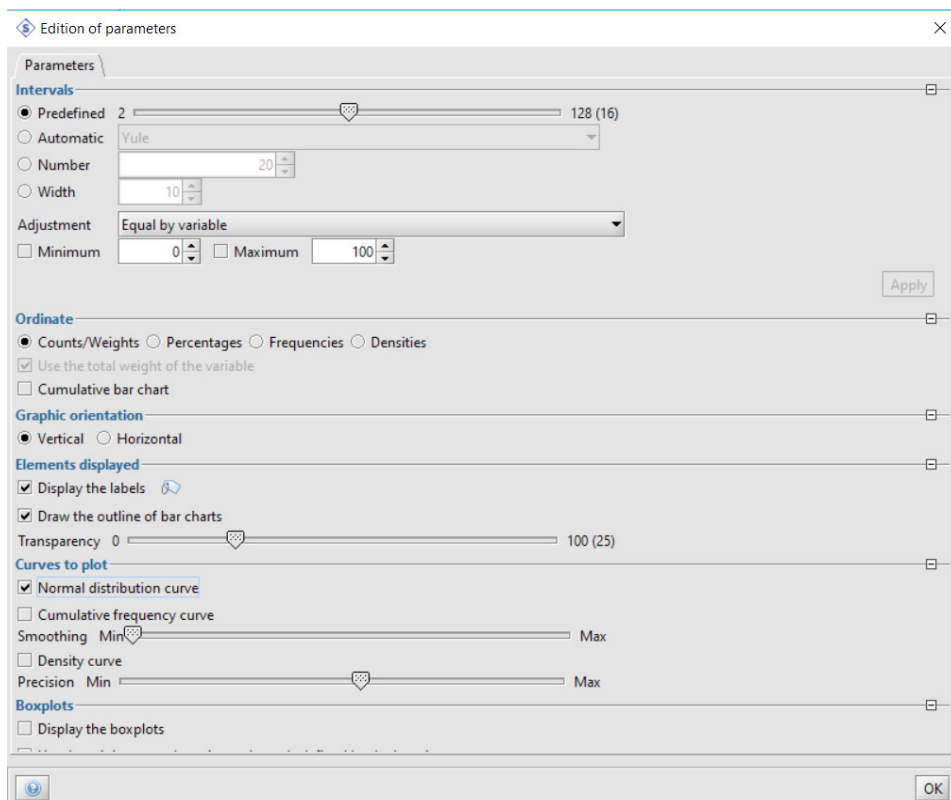 Edition of parameters
Parameters
Intervals
Predefined 2 128 (16)
Automatic Yule
Number 20
Width 10
Adjustment Equal by variable
Minimum 0 Maximum 100
Apply
Ordinate
Counts/Weights Percentages Frequencies Densities
Use the total weight of the variable
Cumulative bar chart
Graphic orientation
Vertical Horizontal
Elements displayed
Display the labels
Draw the outline of bar charts
Transparency 0 100 (25)
Curves to plot
Normal distribution curve
Cumulative frequency curve
Smoothing Min Max
Density curve
Precision Min Max
Boxplots
Display the boxplots
OK